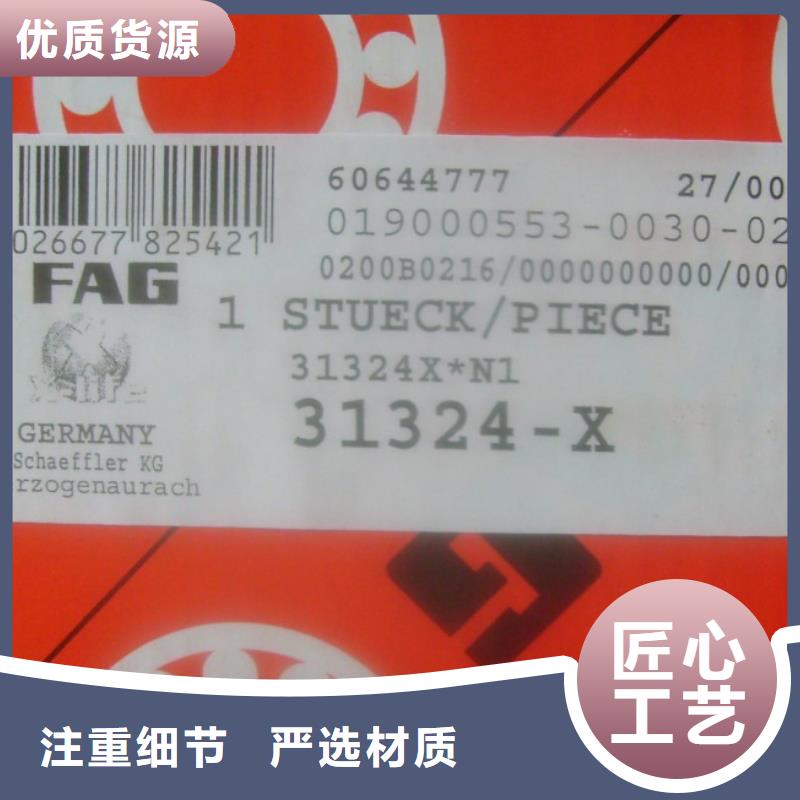 优质货源
60644777 27/00
019000553-0030-02
026677 825421
0200B0216/0000000000/000
FAG
1 STUECK/PIECE
31324X*N1
31324-X
GERMANY
Schaeffler KG
rzogenaurach
匠心
工艺
注重细节 严选材质